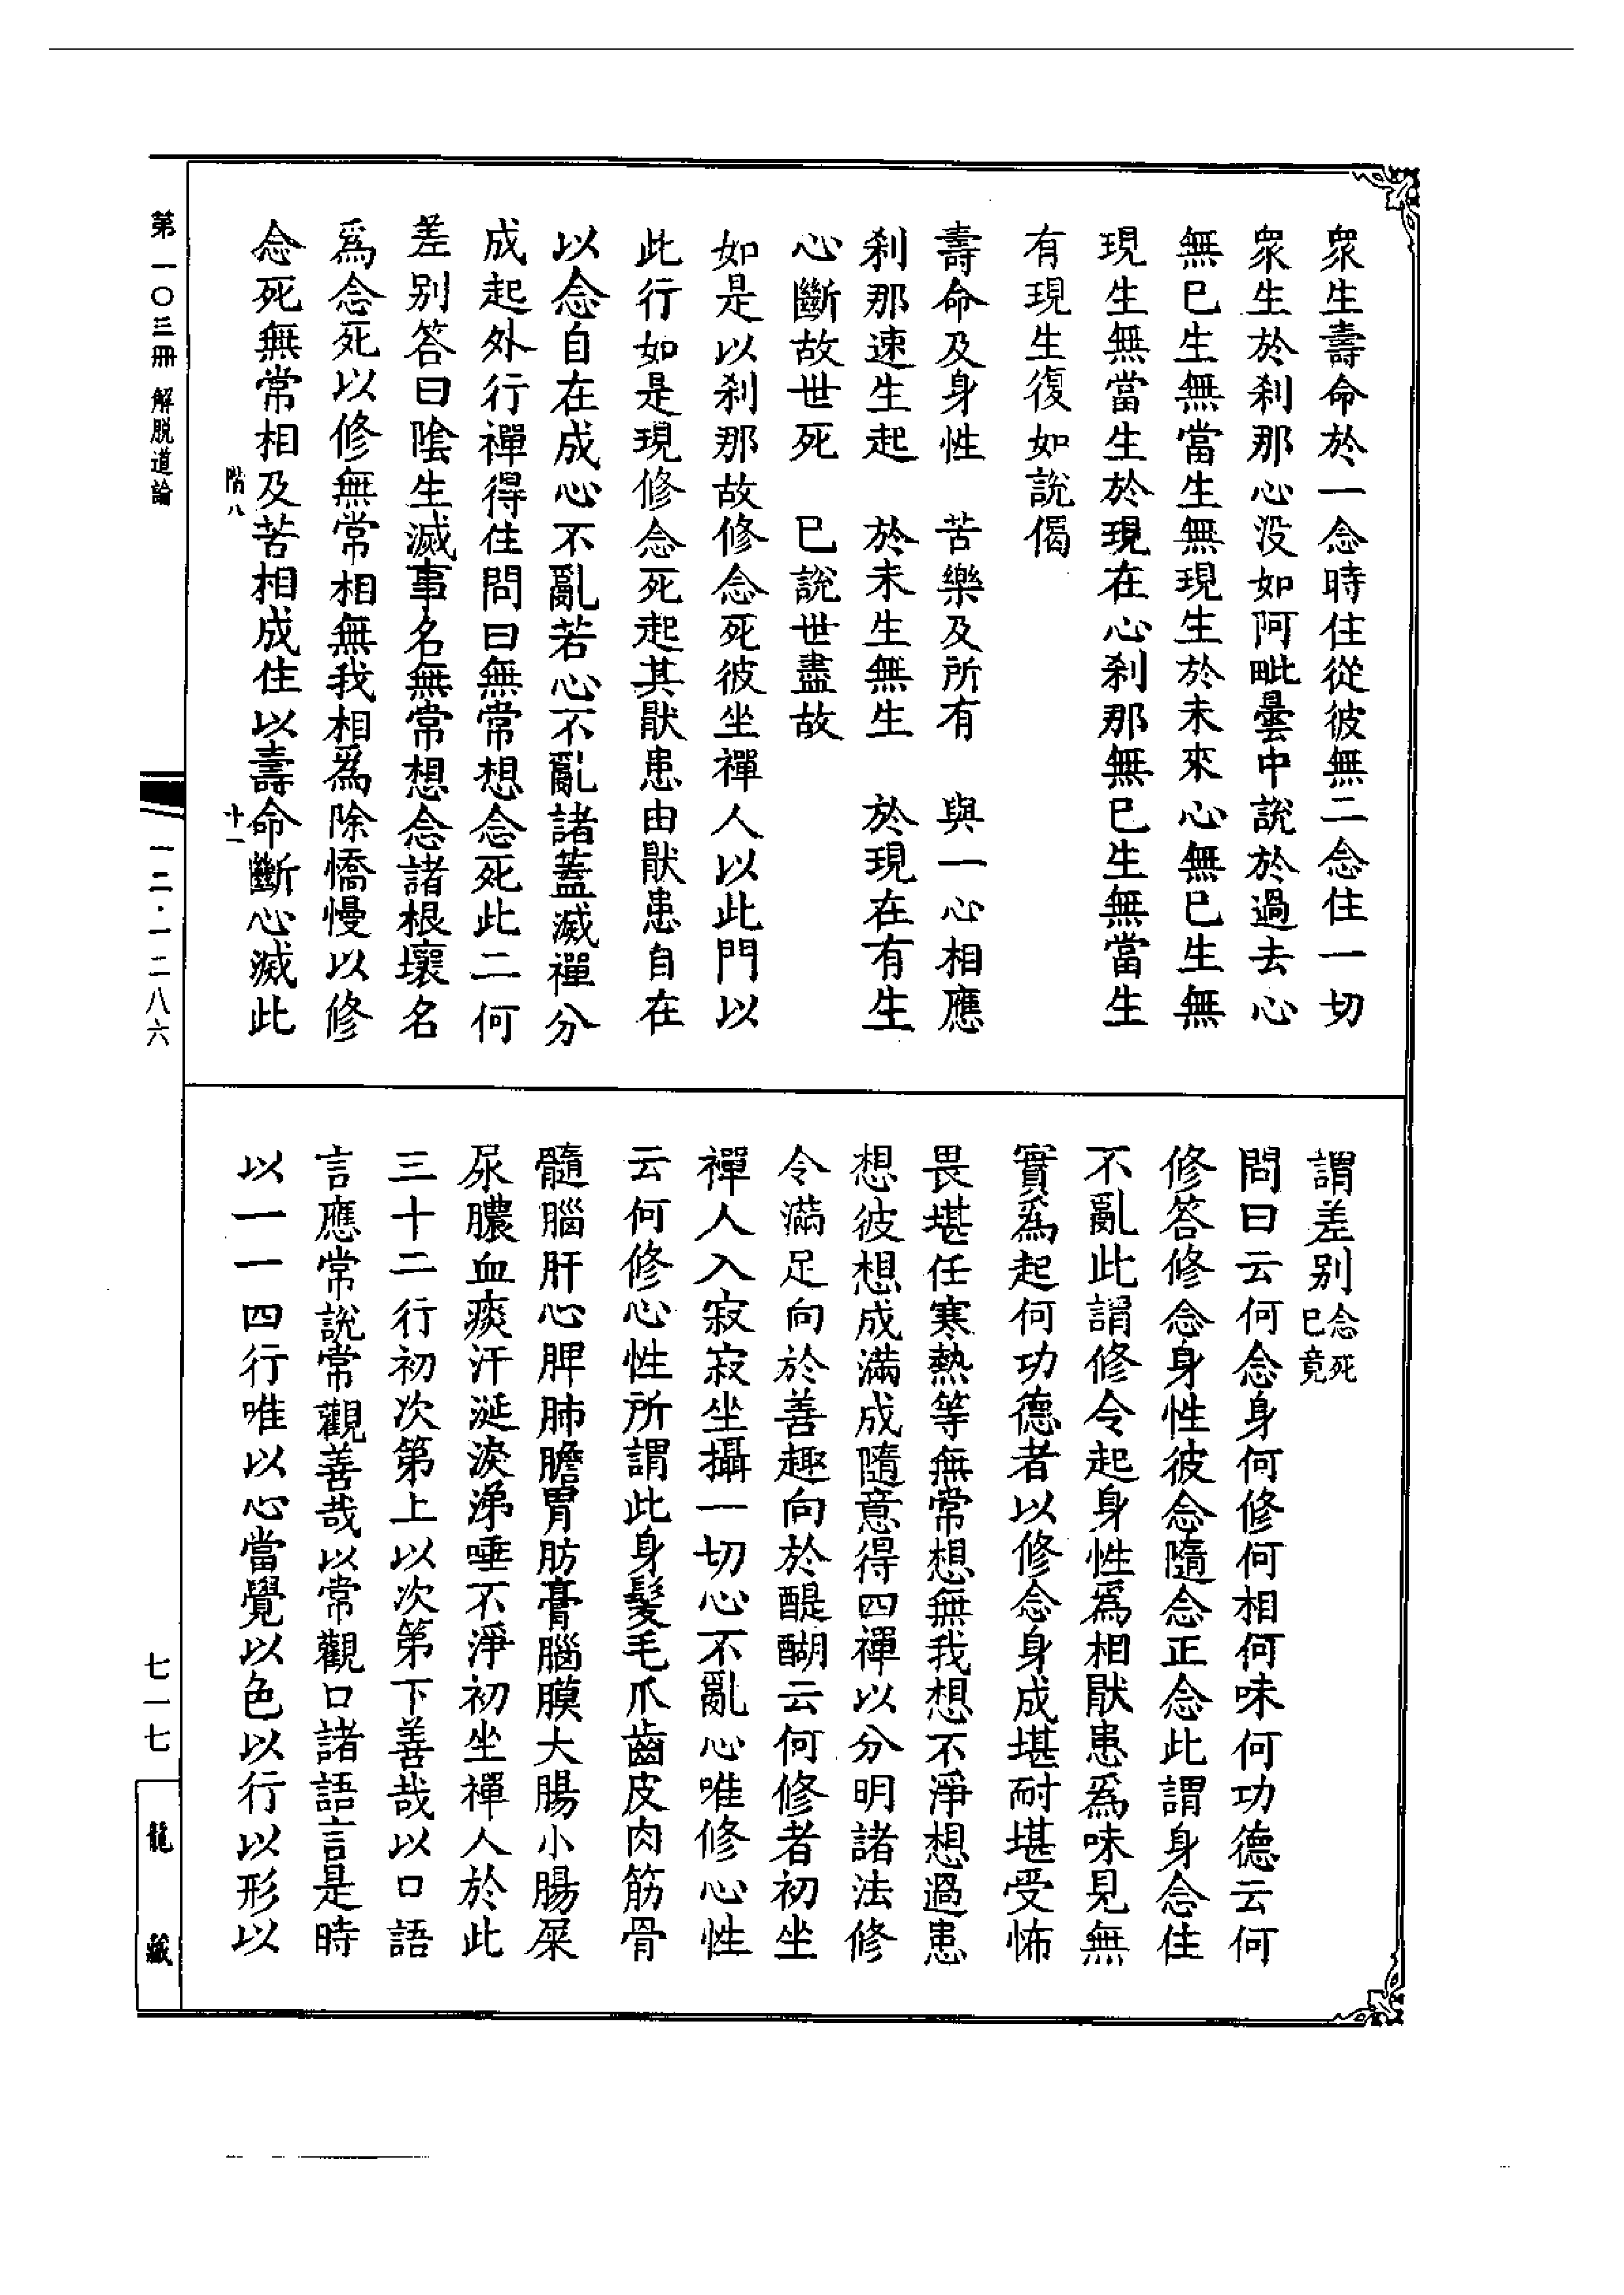 衆生壽命於一念時住從彼無二念住一切
衆生於刹那心没如阿毗曇中說於過去心
無巳生無當生無現生於未來心無巳生無
現生無當生於現在心刹那無巳生無當生
有現生復如說偈
壽命及身性　苦樂及所有　與一心相應
刹那速生起　於未生無生　於現在有生
心斷故世死　巳說世盡故
如是以刹那故修念死彼坐禪人以此門以
此行如是現修念死起其猒患由猒患自在
以念自在成心不亂若心不亂諸蓋滅禪分
成起外行禪得住問曰無常想念死此二何
差别答曰陰生滅事名無常想念諸根壞名
爲念死以修無常相無我相爲除憍慢以修
念死無常相及苦相成住以壽命斷心滅此
謂差别念死巳竟
問曰云何念身何修何相何味何功德云何
修答修念身性彼念隨念正念此謂身念住
不亂此謂修令起身性爲相猒患爲味見無
實爲起何功德者以修念身成堪耐堪受怖
畏堪任寒熱等無常想無我想不淨想過患
想彼想成滿成隨意得四禪以分明諸法修
令滿足向於善趣向於醍醐云何修者初坐
禪人入寂寂坐攝一切心不亂心唯修心性
云何修心性所謂此身髮毛爪齒皮肉筋骨
髓腦肝心脾肺膽胃肪膏腦膜大腸小腸屎
尿膿血痰汗涎淚涕唾不淨初坐禪人於此
三十二行初次第上以次第下善哉以口語
言應常說常觀善哉以常觀口諸語言是時
以一一四行唯以心當覺以色以行以形以
階八
十一
第一〇三冊　解脱道論
一二·一二八六
七一七
龍藏